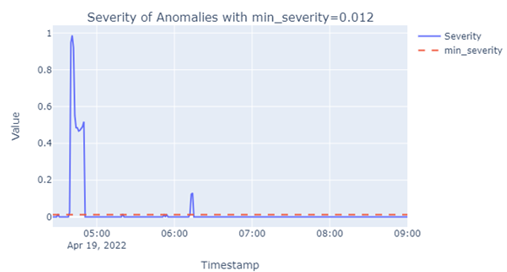 Severity of Anomalies with min_severity=0.012
Severity
min_severity
1
0.8
0.6
0.4
0.2
0
Value
05:00
06:00
07:00
08:00
09:00
Apr 19, 2022
Timestamp